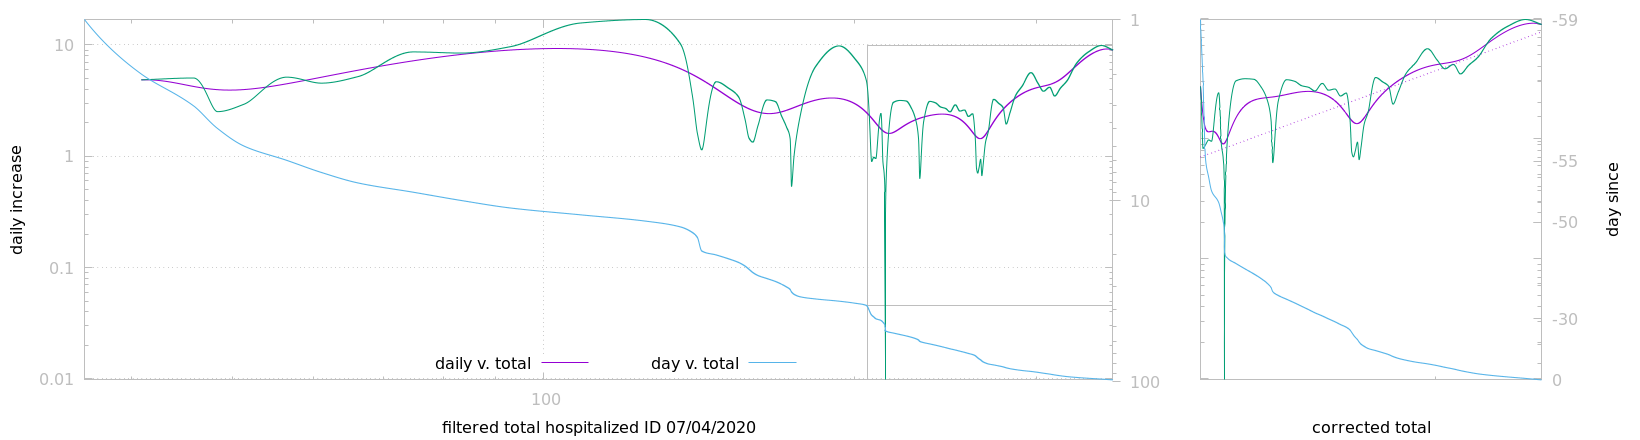 daily increase
10
1
0.1
0.01
100
daily v. total
day v. total
filtered total hospitalized ID 07/04/2020
1
10
100
-59
-55
-50
-30
0
day since
corrected total